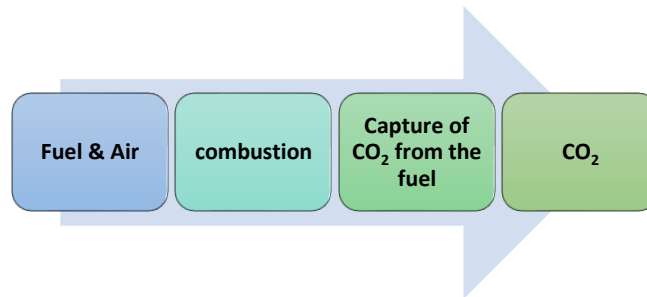 Fuel & Air
combustion
Capture of
CO₂ from the
fuel
CO₂